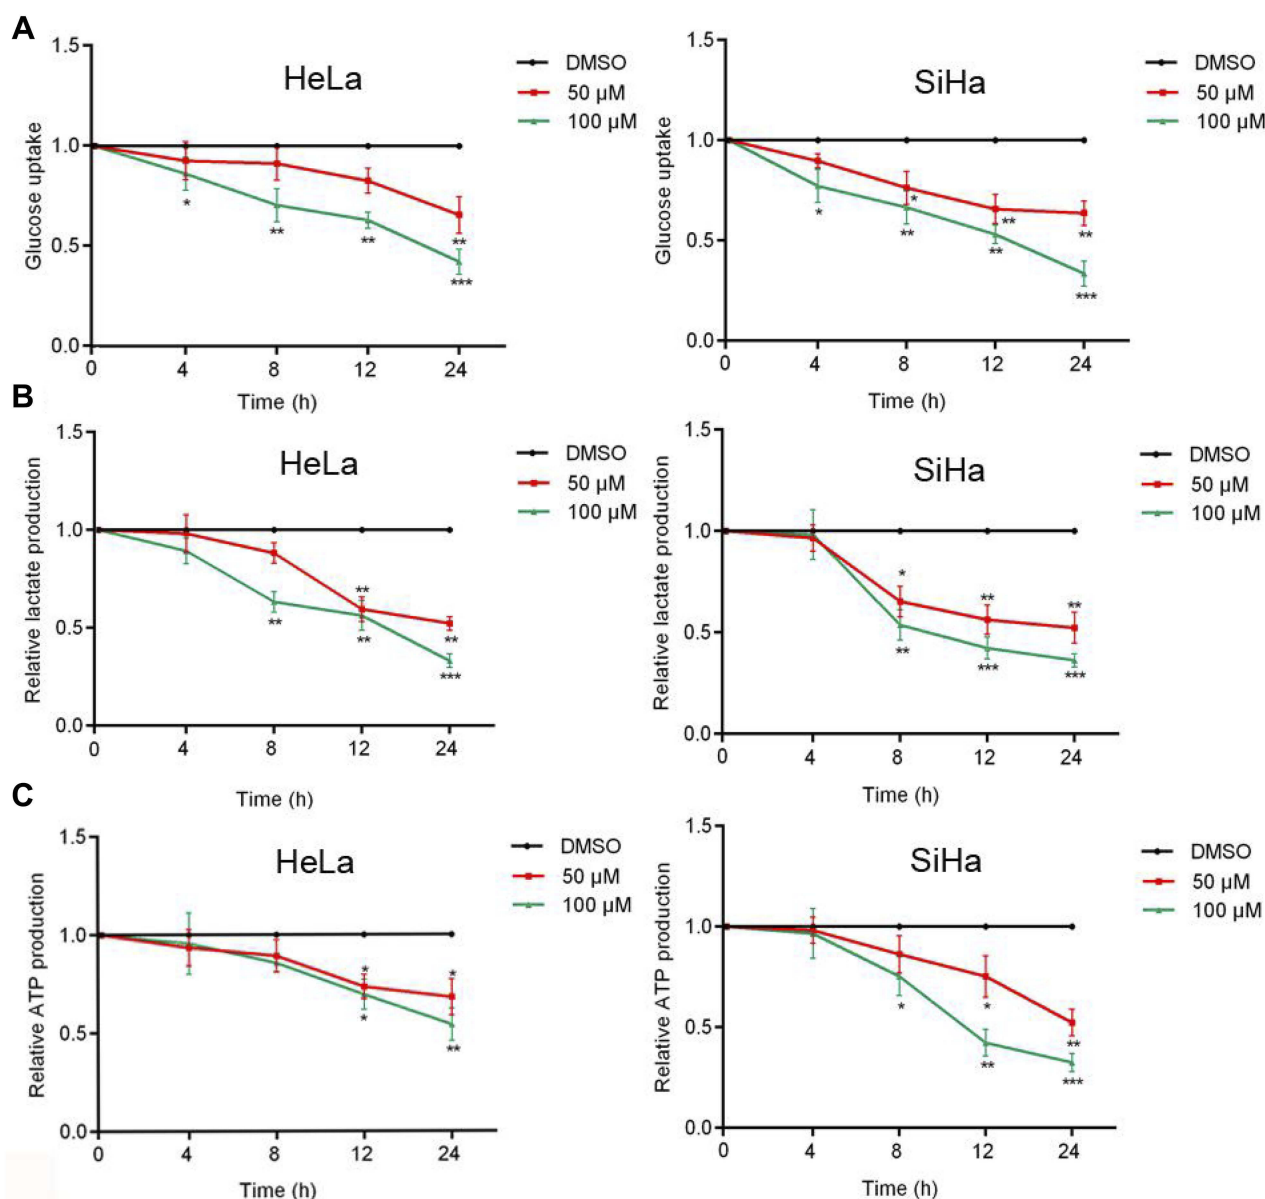 A
HeLa
DMSO
50 µM
100 µM
1.5
1.0
0.5
0.0
Glucose uptake
*
**
**
**
***
0 4 8 12 24
Time (h)
SiHa
DMSO
50 µM
100 µM
1.5
1.0
0.5
0.0
Glucose uptake
*
*
**
**
**
**
***
0 4 8 12 24
Time (h)
B
HeLa
DMSO
50 µM
100 µM
1.5
1.0
0.5
0.0
Relative lactate production
**
**
**
**
***
0 4 8 12 24
Time (h)
SiHa
DMSO
50 µM
100 µM
1.5
1.0
0.5
0.0
Relative lactate production
*
**
**
**
***
***
0 4 8 12 24
Time (h)
C
HeLa
DMSO
50 µM
100 µM
1.5
1.0
0.5
0.0
Relative ATP production
*
*
*
**
0 4 8 12 24
Time (h)
SiHa
DMSO
50 µM
100 µM
1.5
1.0
0.5
0.0
Relative ATP production
*
*
**
**
***
0 4 8 12 24
Time (h)